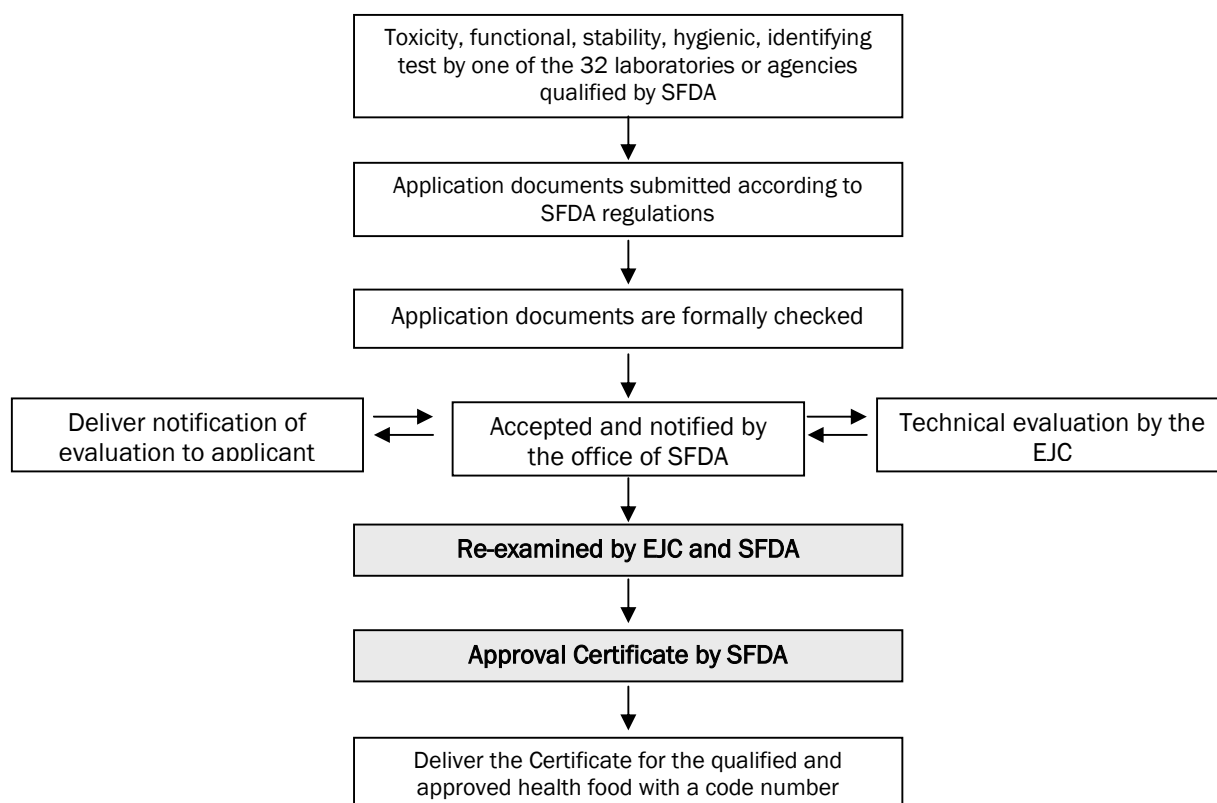 Toxicity, functional, stability, hygienic, identifying
test by one of the 32 laboratories or agencies
qualified by SFDA
Application documents submitted according to
SFDA regulations
Application documents are formally checked
Deliver notification of
evaluation to applicant
Accepted and notified by
the office of SFDA
Technical evaluation by the
EJC
Re-examined by EJC and SFDA
Approval Certificate by SFDA
Deliver the Certificate for the qualified and
approved health food with a code number